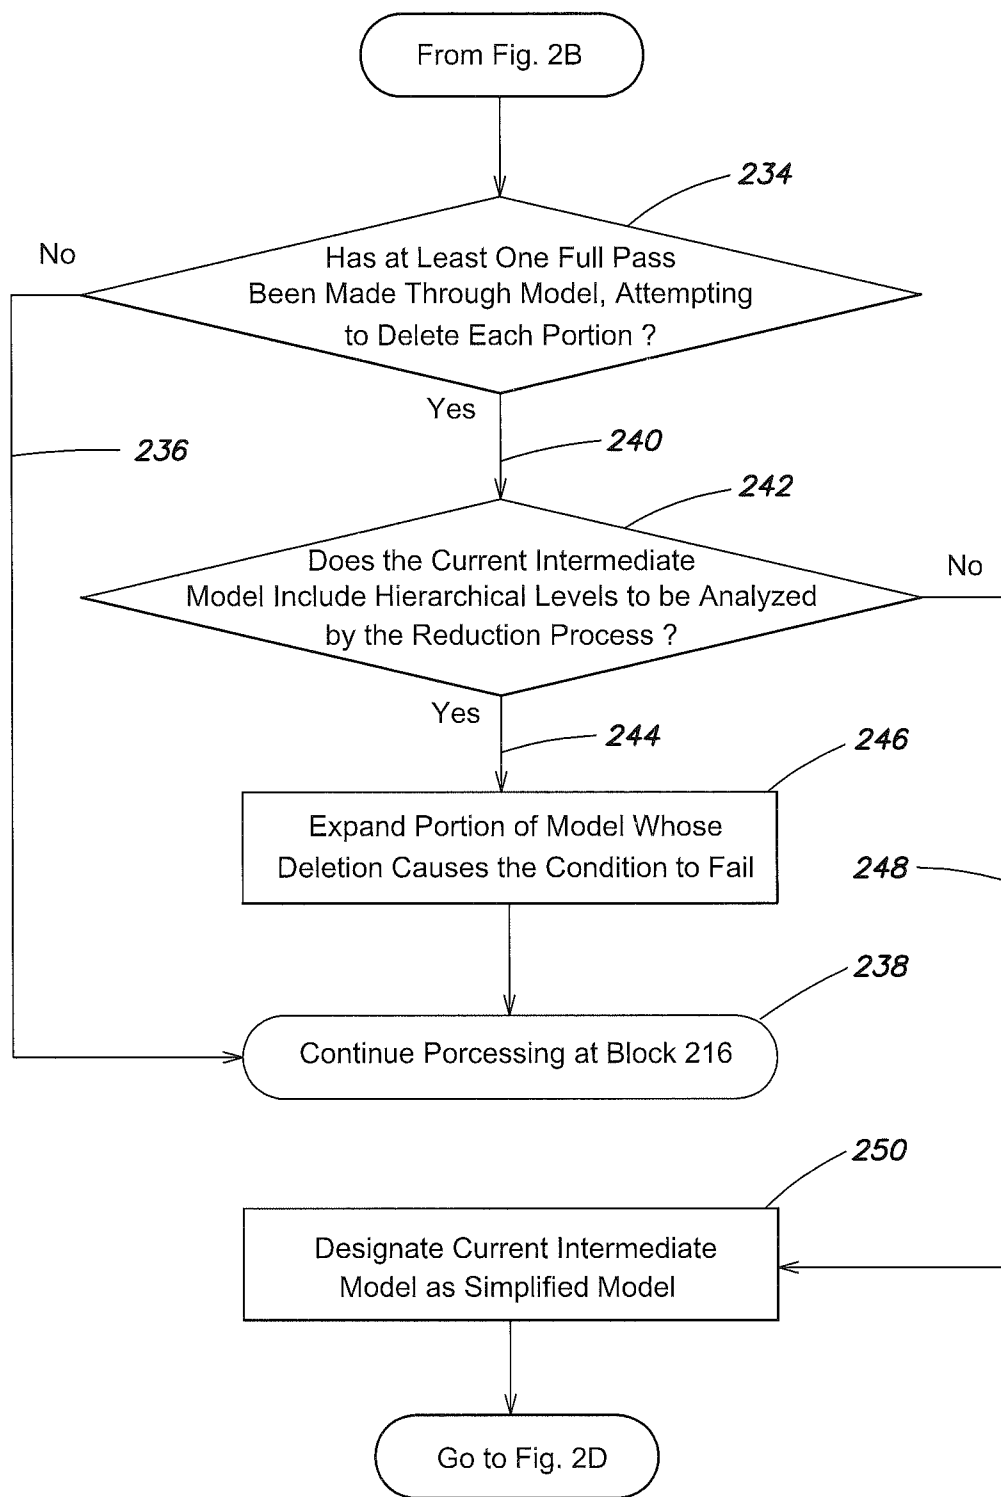 From Fig. 2B
234
No
Has at Least One Full Pass
Been Made Through Model, Attempting
to Delete Each Portion ?
Yes
236
240
242
Does the Current Intermediate
Model Include Hierarchical Levels to be Analyzed
by the Reduction Process ?
No
Yes
244
246
Expand Portion of Model Whose
Deletion Causes the Condition to Fail
248
238
Continue Porcessing at Block 216
250
Designate Current Intermediate
Model as Simplified Model
Go to Fig. 2D